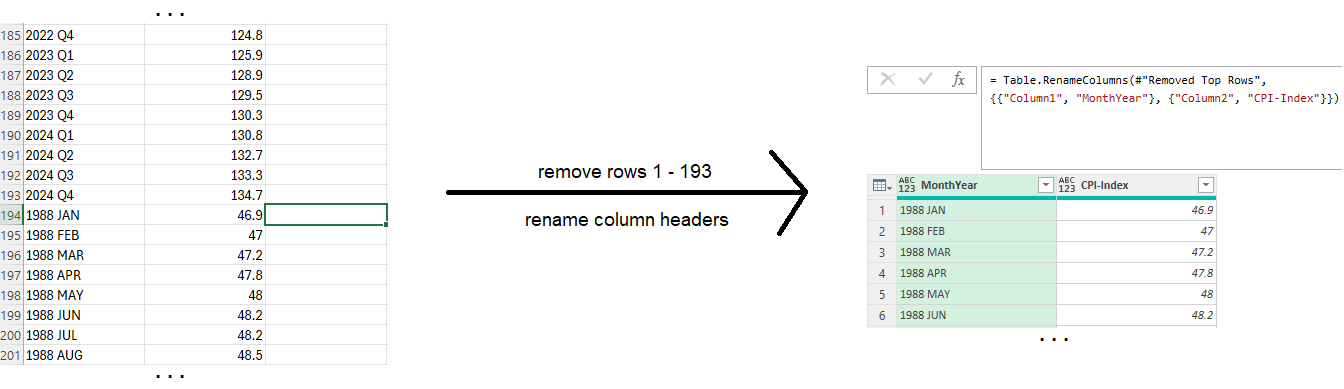 . . .
185 2022 Q4 124.8
186 2023 Q1 125.9
187 2023 Q2 128.9
188 2023 Q3 129.5
189 2023 Q4 130.3
190 2024 Q1 130.8
191 2024 Q2 132.7
192 2024 Q3 133.3
193 2024 Q4 134.7
194 1988 JAN 46.9
195 1988 FEB 47
196 1988 MAR 47.2
197 1988 APR 47.8
198 1988 MAY 48
199 1988 JUN 48.2
200 1988 JUL 48.2
201 1988 AUG 48.5
. . .
remove rows 1 - 193
rename column headers
fx
= Table.RenameColumns(#"Removed Top Rows",
{{"Column1", "MonthYear"}, {"Column2", "CPI-Index"}})
ABC 123 MonthYear ABC 123 CPI-Index
1 1988 JAN 46.9
2 1988 FEB 47
3 1988 MAR 47.2
4 1988 APR 47.8
5 1988 MAY 48
6 1988 JUN 48.2
. . .